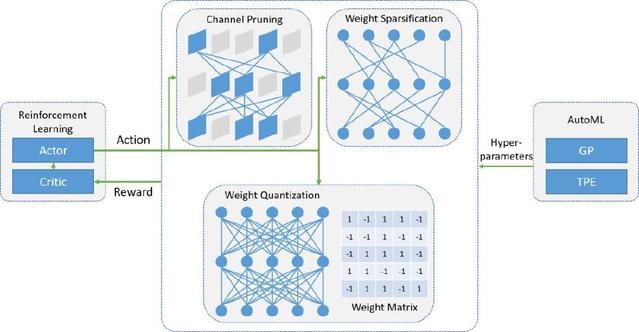 Channel Pruning
Weight Sparsification
Reinforcement
Learning
Actor
Critic
Action
Reward
AutoML
GP
TPE
Hyper-
parameters
Weight Quantization
1 -1 1 1 -1
-1 -1 1 -1 1
-1 1 1 1 -1
1 1 -1 -1 -1
-1 1 1 -1 1
Weight Matrix